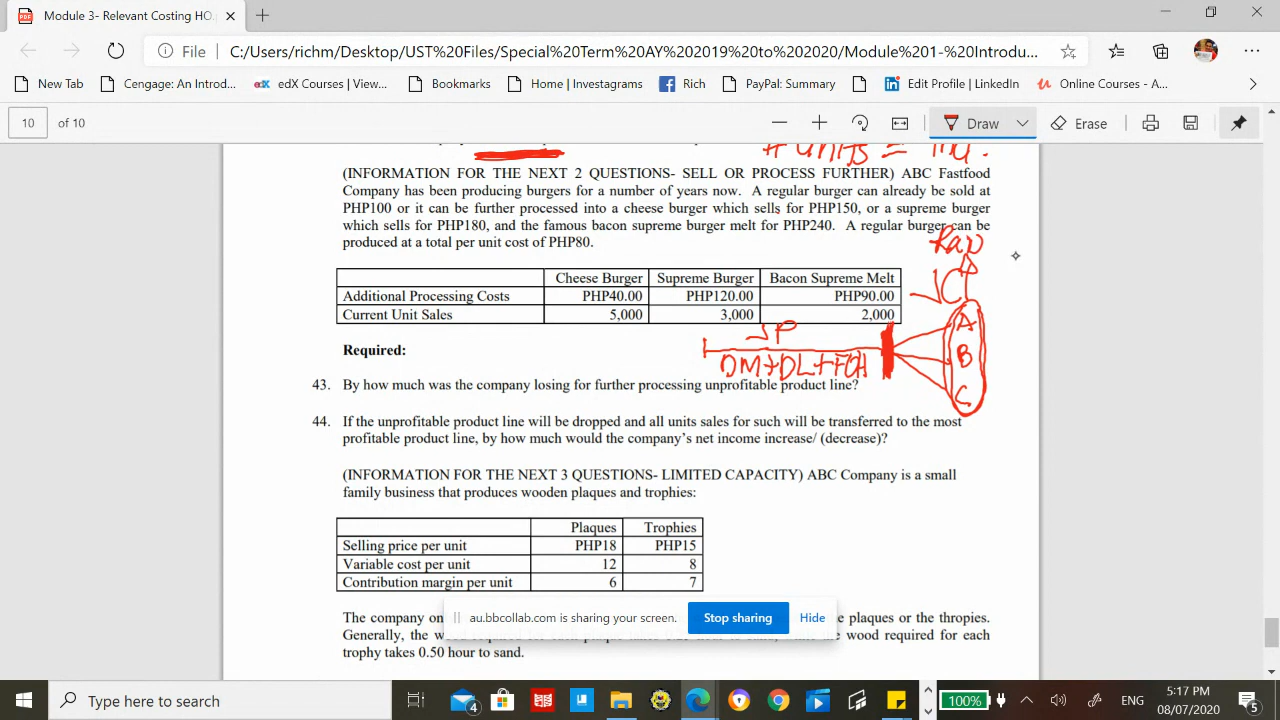 Module 3- Relevant Costing HO.
File C:/Users/richm/Desktop/UST%20Files/Special%20Term%20AY%202019%20to%202020/Module%201-%20Introdu...
New Tab Cengage: An Introd... edX Courses | View... Bookmarks Home | Investagrams Rich PayPal: Summary Edit Profile | LinkedIn Online Courses - A...
10 of 10 Draw Erase
# units =
(INFORMATION FOR THE NEXT 2 QUESTIONS- SELL OR PROCESS FURTHER) ABC Fastfood
Company has been producing burgers for a number of years now. A regular burger can already be sold at
PHP100 or it can be further processed into a cheese burger which sells for PHP150, or a supreme burger
which sells for PHP180, and the famous bacon supreme burger melt for PHP240. A regular burger can be
produced at a total per unit cost of PHP80.
Cheese Burger Supreme Burger Bacon Supreme Melt
Additional Processing Costs PHP40.00 PHP120.00 PHP90.00
Current Unit Sales 5,000 3,000 2,000
JC
A
JP
Required:
DM+DL+FOH
B
C
43. By how much was the company losing for further processing unprofitable product line?
44. If the unprofitable product line will be dropped and all units sales for such will be transferred to the most
profitable product line, by how much would the company's net income increase/ (decrease)?
(INFORMATION FOR THE NEXT 3 QUESTIONS- LIMITED CAPACITY) ABC Company is a small
family business that produces wooden plaques and trophies:
Plaques Trophies
Selling price per unit PHP18 PHP15
Variable cost per unit 12 8
Contribution margin per unit 6 7
The company on
e plaques or the thropies.
Generally, the w
e wood required for each
trophy takes 0.50 hour to sand.
au.bbcollab.com is sharing your screen. Stop sharing Hide
Type here to search 4 100% ENG 5:17 PM
08/07/2020 5